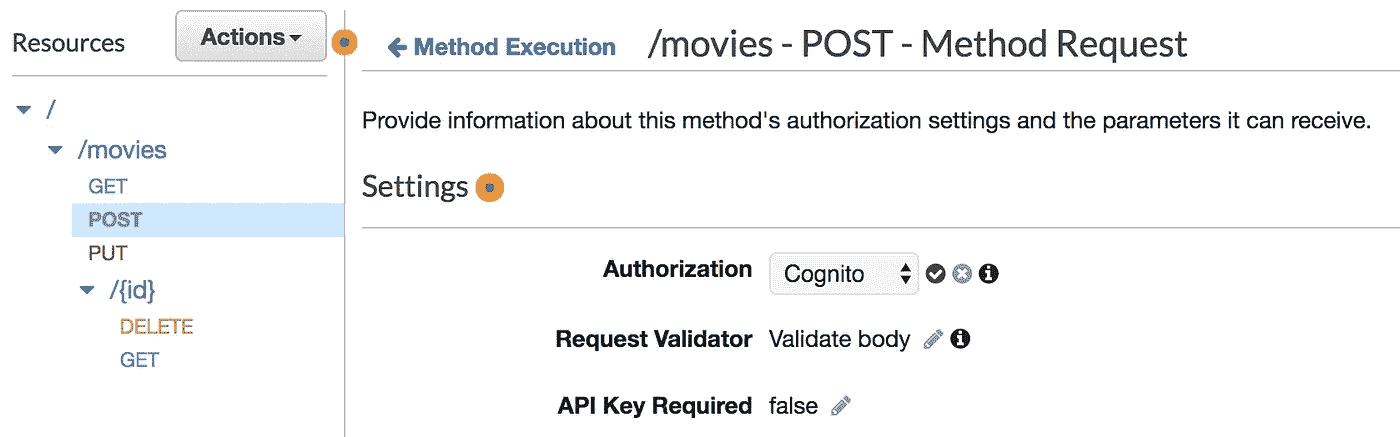 Resources
Actions
Method Execution
/movies - POST - Method Request
/
/movies
GET
POST
PUT
/{id}
DELETE
GET
Provide information about this method's authorization settings and the parameters it can receive.
Settings
Authorization Cognito
Request Validator Validate body
API Key Required false